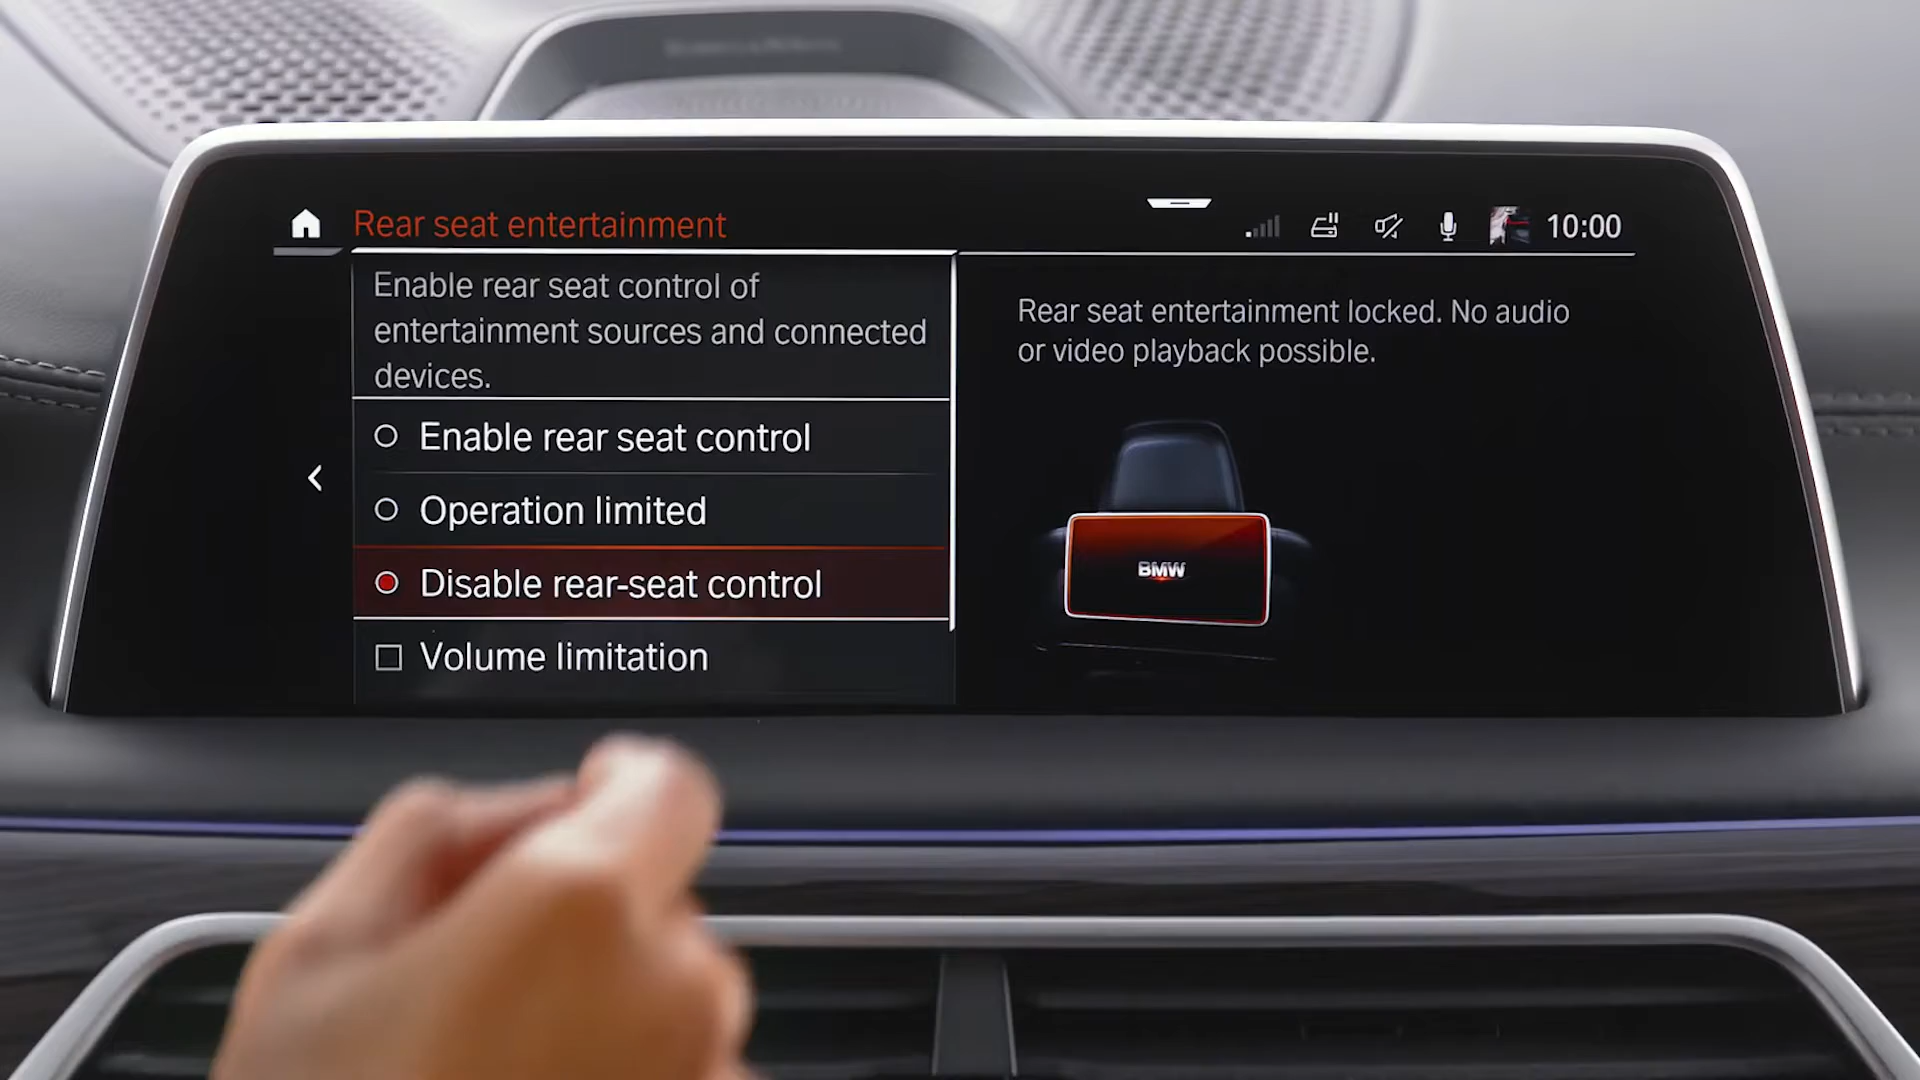 Rear seat entertainment
10:00
Enable rear seat control of
entertainment sources and connected
devices.
Enable rear seat control
Operation limited
Disable rear-seat control
Volume limitation
Rear seat entertainment locked. No audio
or video playback possible.
BMW